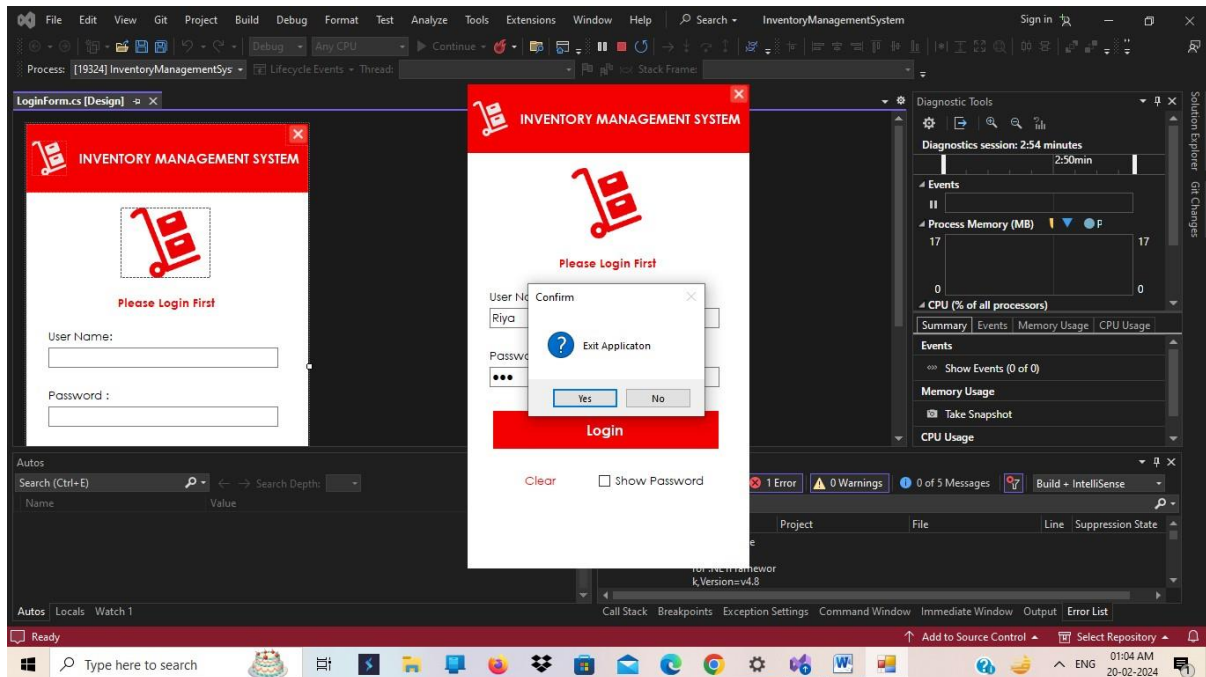 File Edit View Git Project Build Debug Format Test Analyze Tools Extensions Window Help Search InventoryManagementSystem Sign in
Debug Any CPU Continue
Process: [19324] InventoryManagementSys Lifecycle Events Thread: Stack Frame:
LoginForm.cs [Design]
INVENTORY MANAGEMENT SYSTEM
Please Login First
User Name:
Password :
INVENTORY MANAGEMENT SYSTEM
Please Login First
User Na
Riya
Passwo
•••
Confirm
? Exit Applicaton
Yes No
Login
Clear Show Password
Diagnostic Tools
Diagnostics session: 2:54 minutes
2:50min
Events
Process Memory (MB) P
17 17
0 0
CPU (% of all processors)
Summary Events Memory Usage CPU Usage
Events
Show Events (0 of 0)
Memory Usage
Take Snapshot
CPU Usage
Solution Explorer
Git Changes
Autos
Search (Ctrl+E) Search Depth:
Name Value
1 Error 0 Warnings 0 of 5 Messages Build + IntelliSense
Project File Line Suppression State
k,Version=v4.8
Autos Locals Watch 1
Call Stack Breakpoints Exception Settings Command Window Immediate Window Output Error List
Ready Add to Source Control Select Repository
Type here to search ENG 01:04 AM
20-02-2024